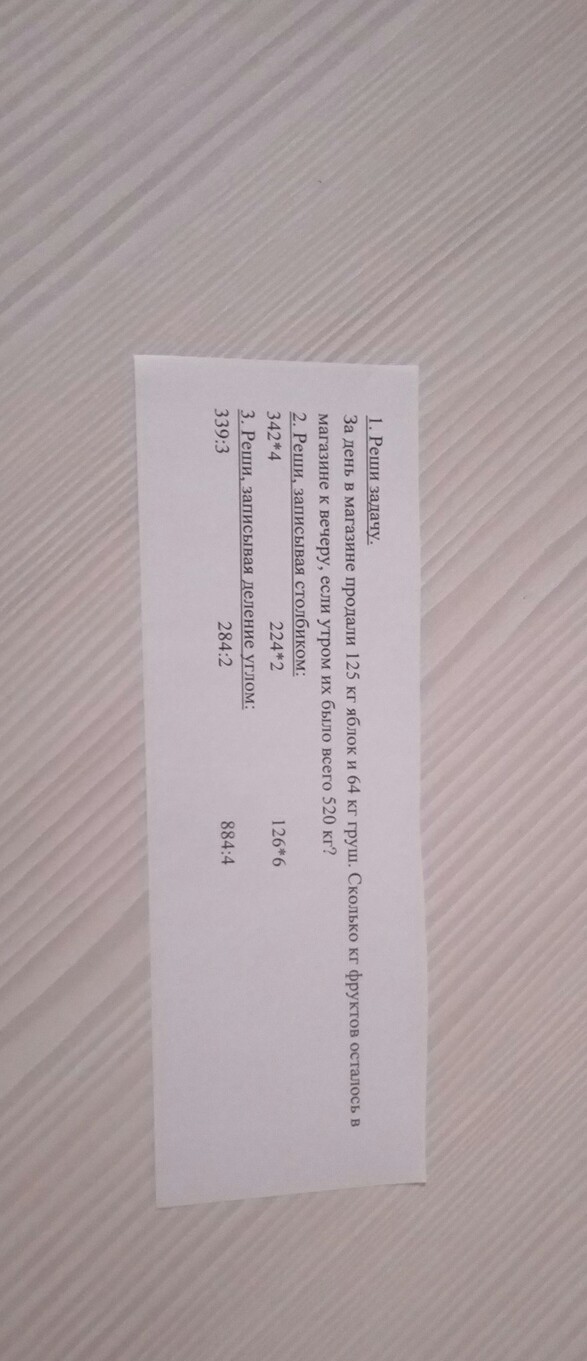 1. Реши задачу.
За день в магазине продали 125 кг яблок и 64 кг груш. Сколько кг фруктов осталось в
магазине к вечеру, если утром их было всего 520 кг?
2. Реши, записывая столбиком:
342*4 224*2 126*6
3. Реши, записывая деление углом:
339:3 284:2 884:4